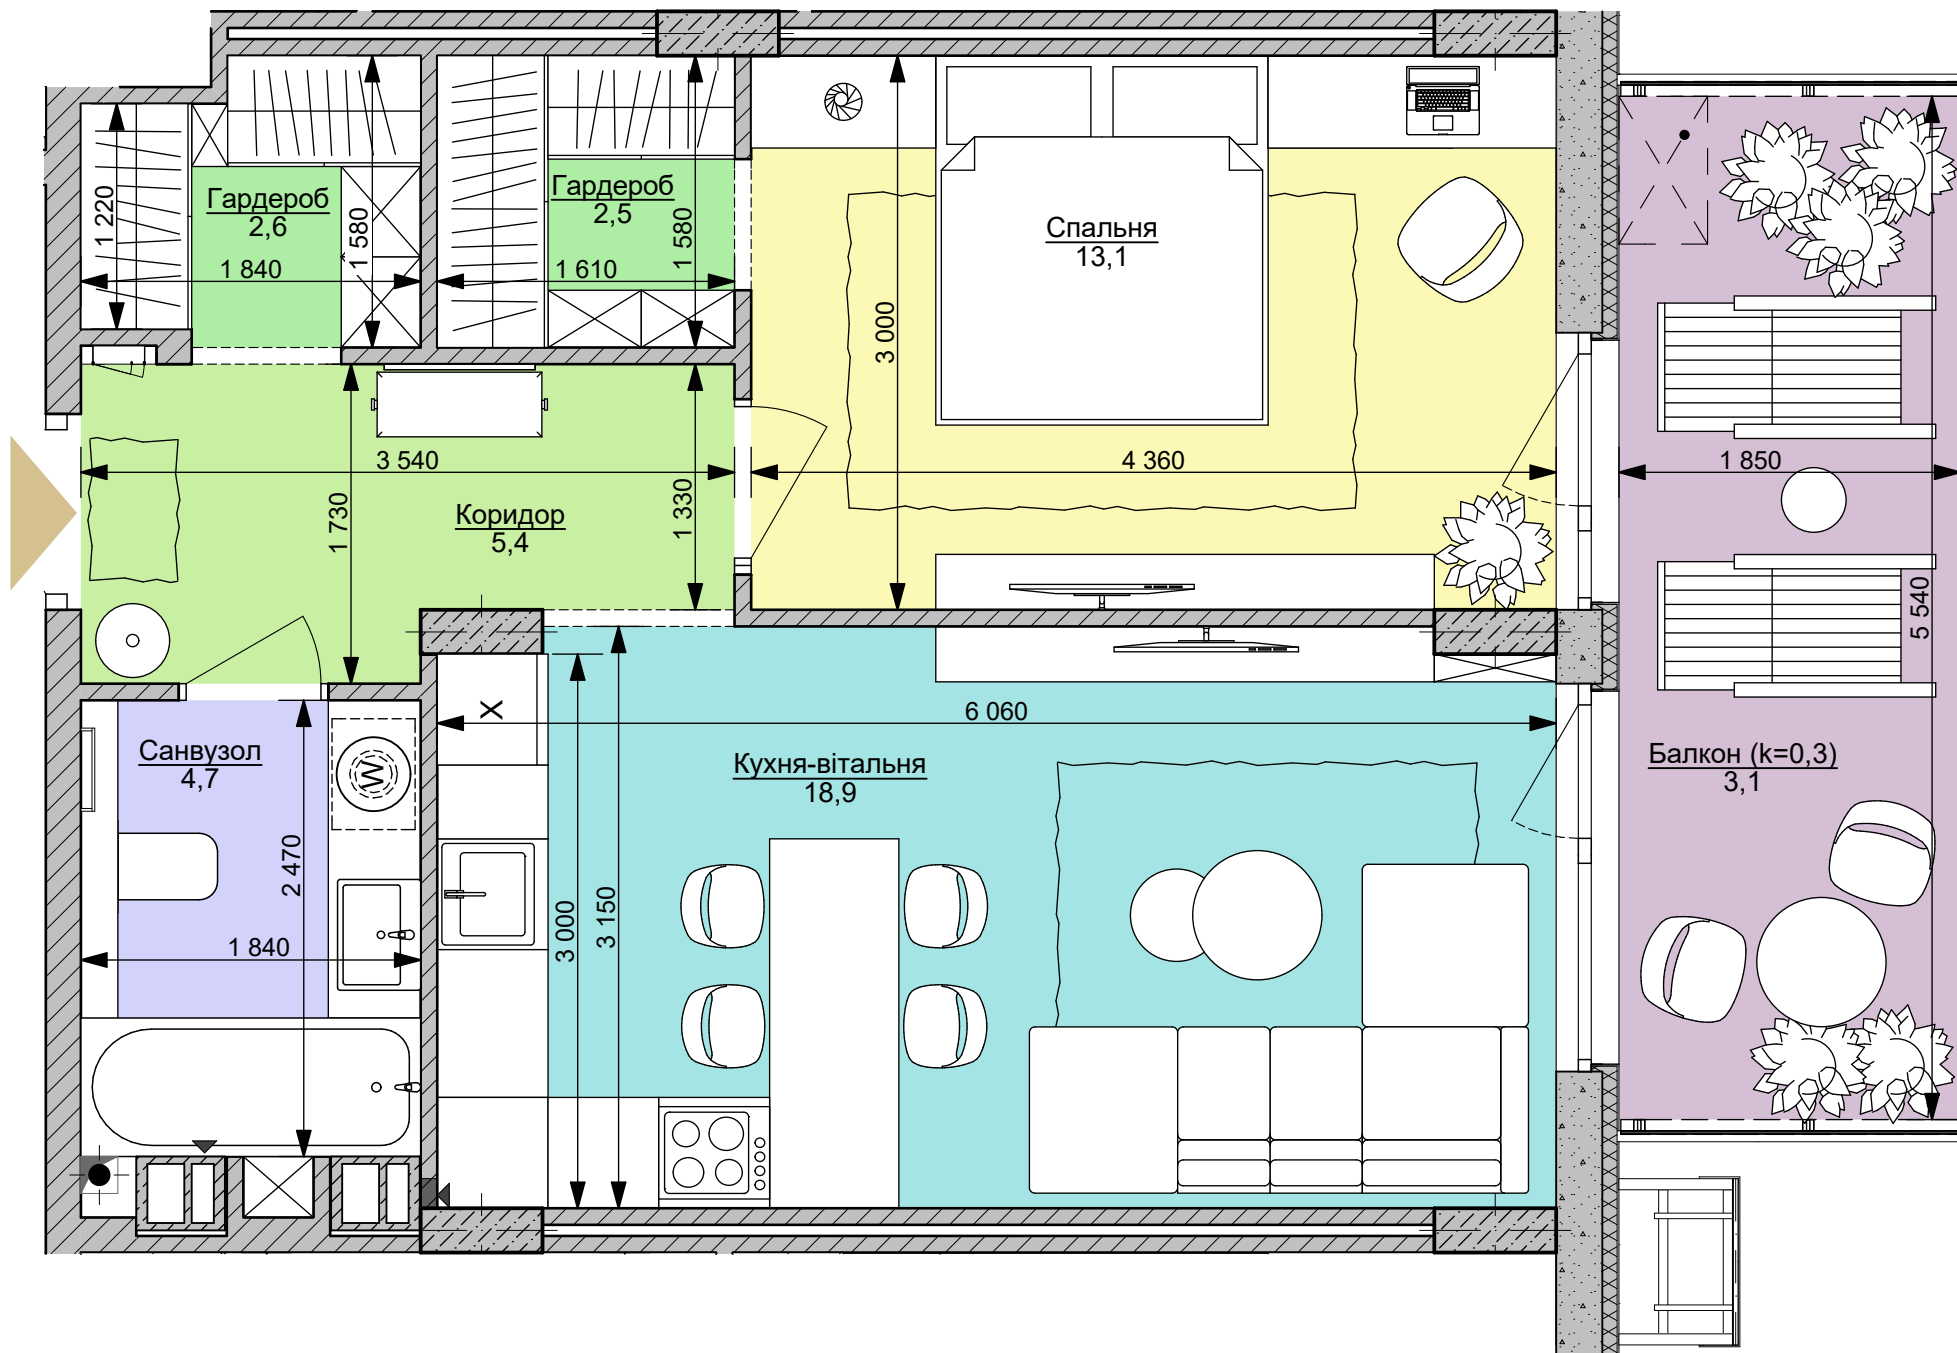 Гардероб
2,6
1 220
1 580
1 840
Гардероб
2,5
1 580
1 610
Спальня
13,1
3 000
4 360
3 540
1 730
Коридор
5,4
1 330
1 850
5 540
Санвузол
4,7
W
2 470
1 840
X
6 060
Кухня-вітальня
18,9
3 000
3 150
Балкон (k=0,3)
3,1